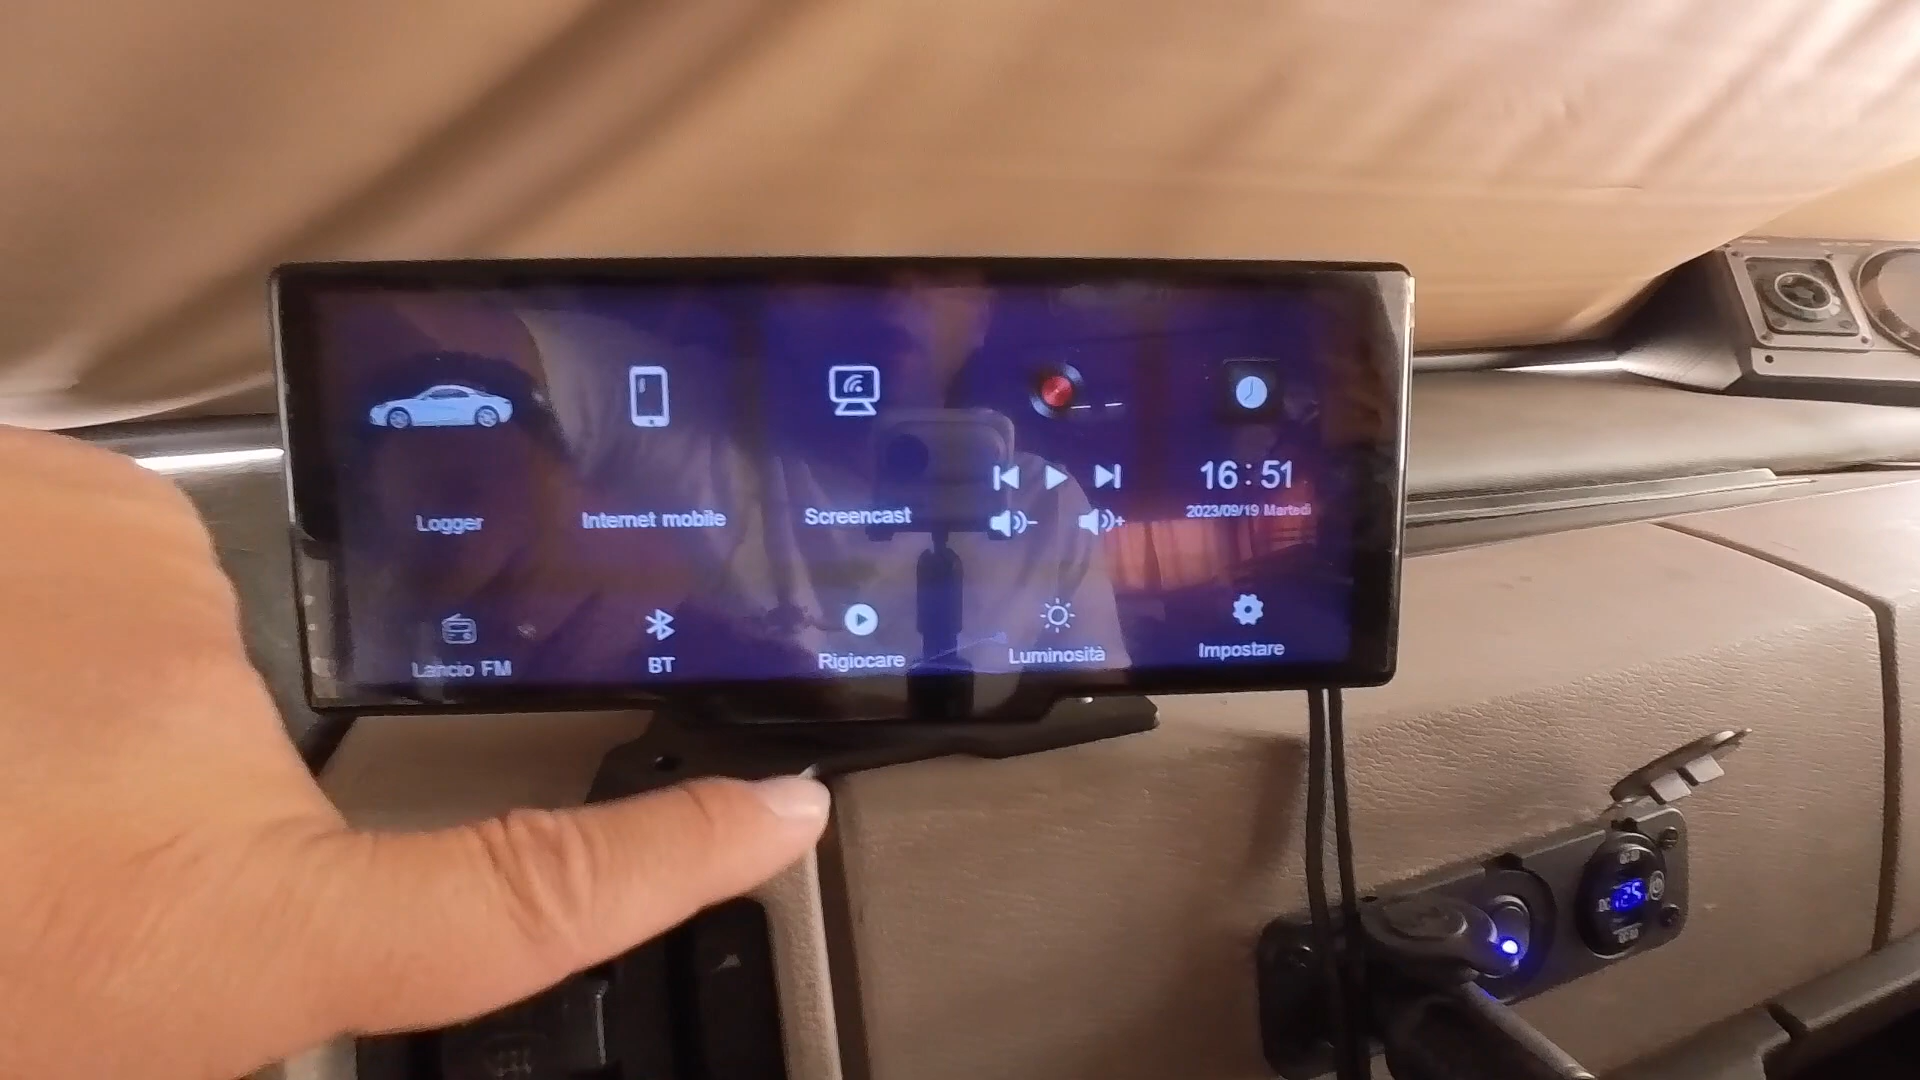 16:51
2023/09/19 Martedì
Logger
Internet mobile
Screencast
Lancio FM
BT
Rigiocare
Luminosità
Impostare